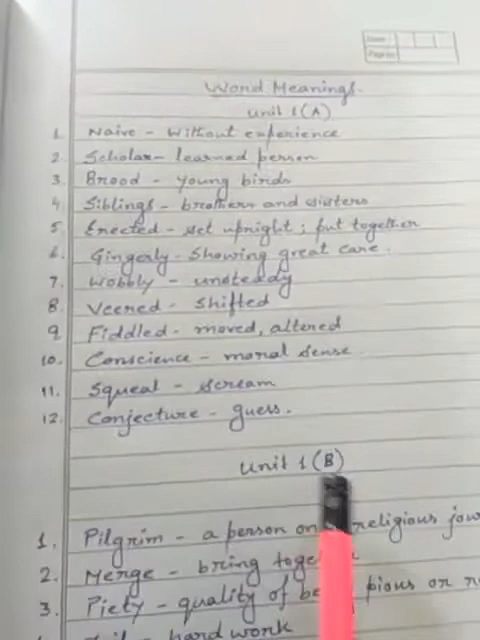 Date
Page No
Word Meanings
Unit 1 (A)
1. Naive - Without experience
2. Scholar - learned person
3. Brood - young birds
4. Siblings - brothers and sisters
5. Erected - set upright; put together
6. Gingerly - Showing great care.
7. Wobbly - unsteady
8. Veered - Shifted
9. Fiddled - moved, altered
10. Conscience - moral sense
11. Squeal - scream
12. Conjecture - guess.
Unit 1 (B)
1. Pilgrim - a person on religious
2. Merge - bring
3. Piety - quality of pious or
hard work